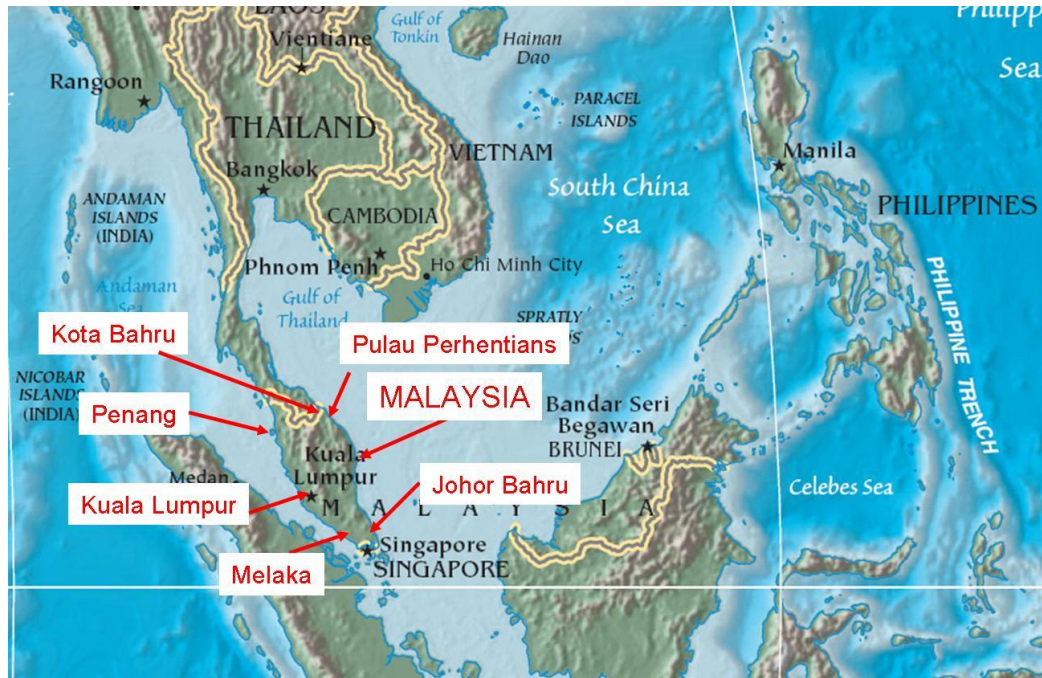 LAOS
Gulf of
Tonkin
Hainan
Dao
Philipp
Sea
Vientiane
Rangoon
PARACEL
ISLANDS
THAILAND
VIETNAM
Manila
Bangkok
South China
Sea
ANDAMAN
ISLANDS
(INDIA)
CAMBODIA
PHILIPPINES
Phnom Penh
Ho Chi Minh City
Andaman
Sea
Gulf of
Thailand
PHILIPPINE TRENCH
SPRATLY
Kota Bahru
Pulau Perhentians
NICOBAR
ISLANDS
(INDIA)
Penang
MALAYSIA
Bandar Seri
Begawan
BRUNEI
Kuala
Lumpur
Medan
Kuala Lumpur
Johor Bahru
Celebes Sea
M A L A Y S I A
Melaka
Singapore
SINGAPORE